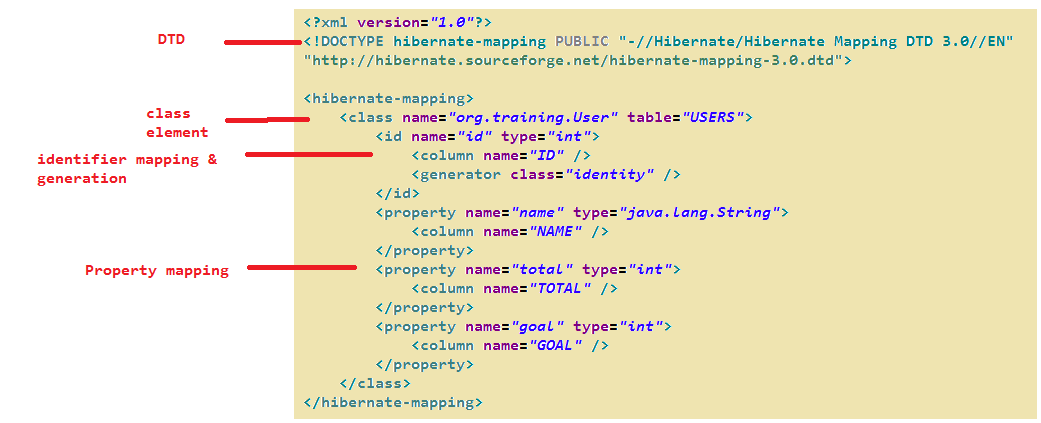 DTD
class
element
identifier mapping &
generation
Property mapping
<?xml version="1.0"?>
<!DOCTYPE hibernate-mapping PUBLIC "-//Hibernate/Hibernate Mapping DTD 3.0//EN"
"http://hibernate.sourceforge.net/hibernate-mapping-3.0.dtd">
<hibernate-mapping>
<class name="org.training.User" table="USERS">
<id name="id" type="int">
<column name="ID" />
<generator class="identity" />
</id>
<property name="name" type="java.lang.String">
<column name="NAME" />
</property>
<property name="total" type="int">
<column name="TOTAL" />
</property>
<property name="goal" type="int">
<column name="GOAL" />
</property>
</class>
</hibernate-mapping>